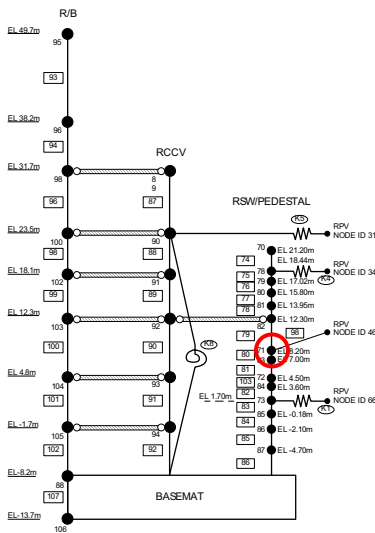 R/B
EL 49.7m
95
93
EL 38.2m
96
94
EL 31.7m
98
96
EL 23.5m
100
98
EL 18.1m
102
99
EL 12.3m
103
100
EL 4.8m
104
101
EL -1.7m
105
102
EL-8.2m
88
107
EL-13.7m
106
RCCV
8
9
87
90
88
91
89
92
90
93
91
94
92
K8
BASEMAT
RSW/PEDESTAL
K5
RPV
NODE ID 31
70 EL 21.20m
74 EL 18.44m
78
K4
RPV
NODE ID 34
75
79 EL 17.02m
76
80 EL 15.80m
77
81 EL 13.95m
78
EL 12.30m
82
79
98
RPV
NODE ID 46
71 EL 8.20m
80
EL 7.00m
81
72 EL 4.50m
103
84 EL 3.60m
82
EL 1.70m
73
K1
RPV
NODE ID 66
83
85 EL -0.18m
84
86 EL -2.10m
85
87 EL -4.70m
86